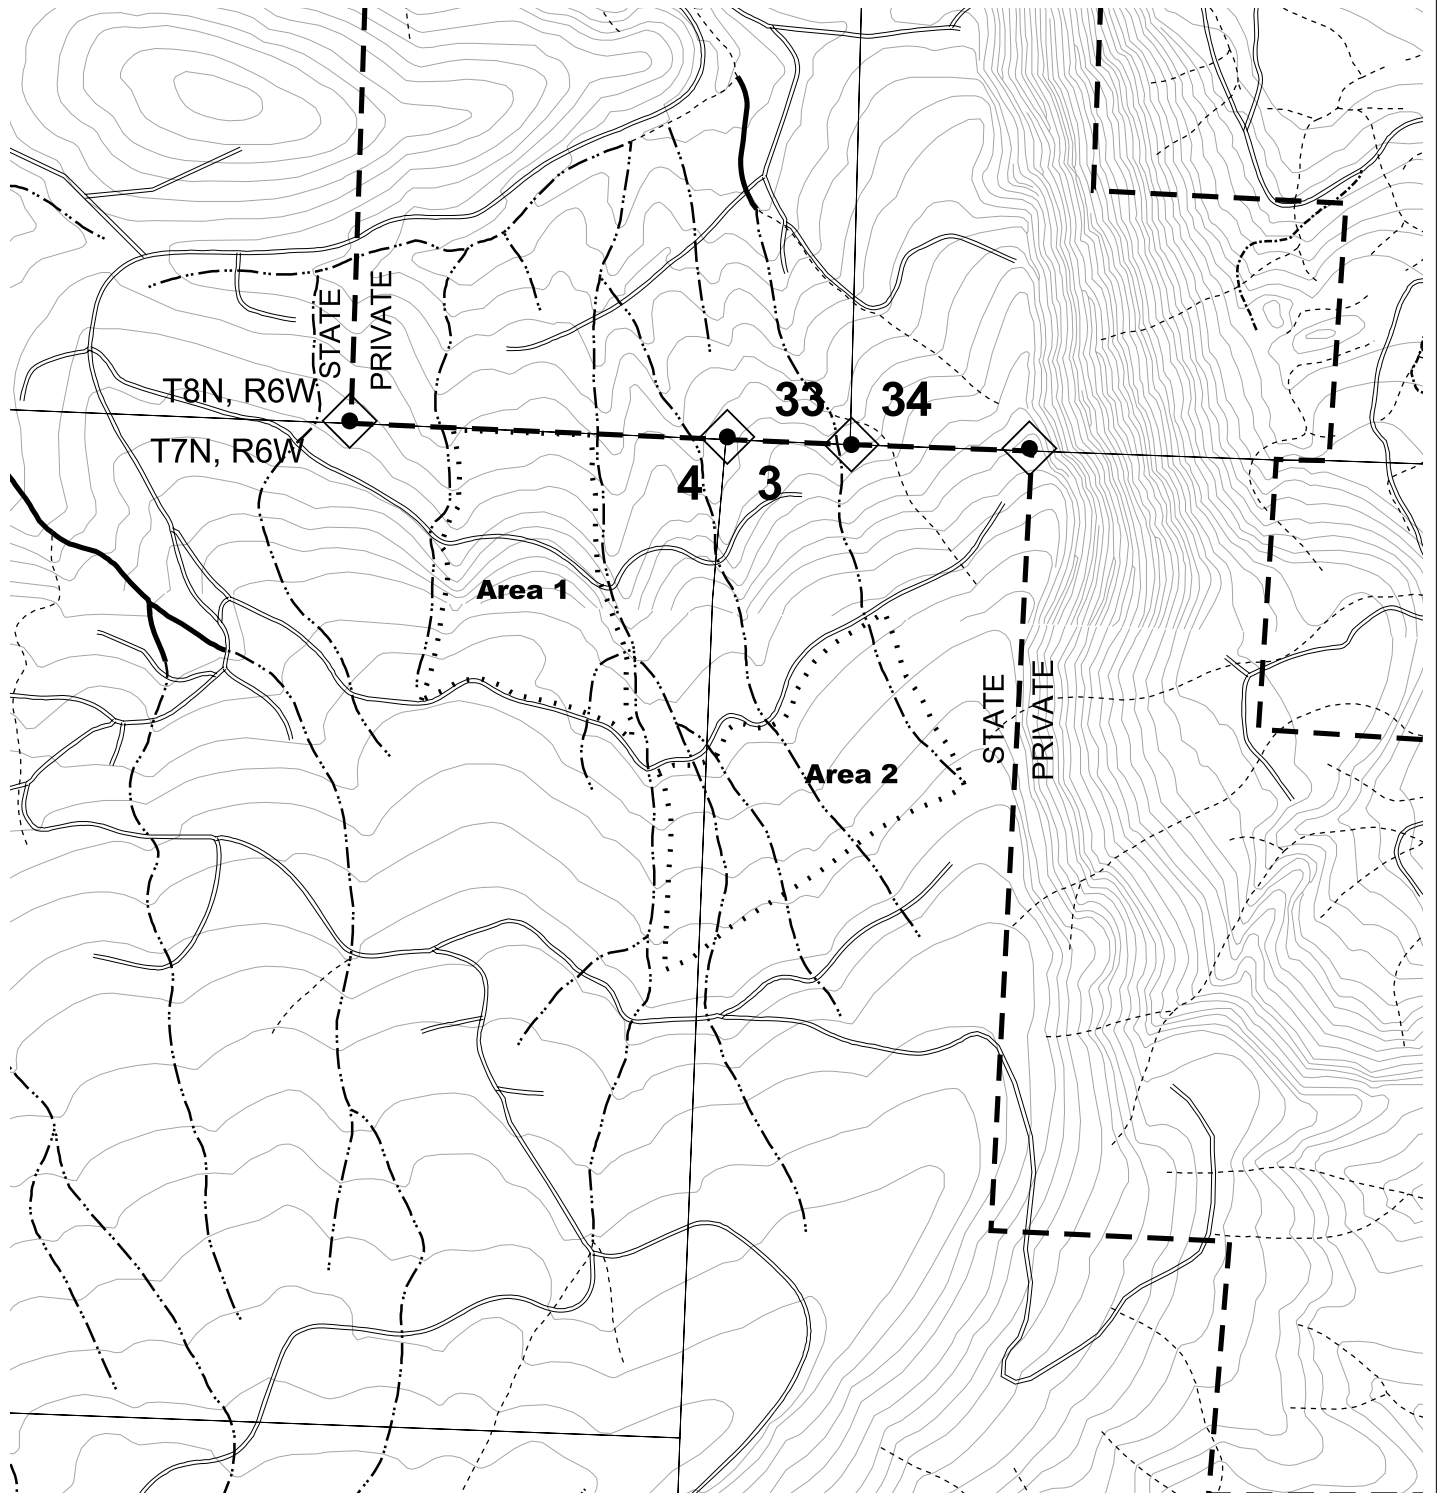 STATE
PRIVATE
T8N, R6W
33
34
T7N, R6W
4
3
Area 1
STATE
PRIVATE
Area 2